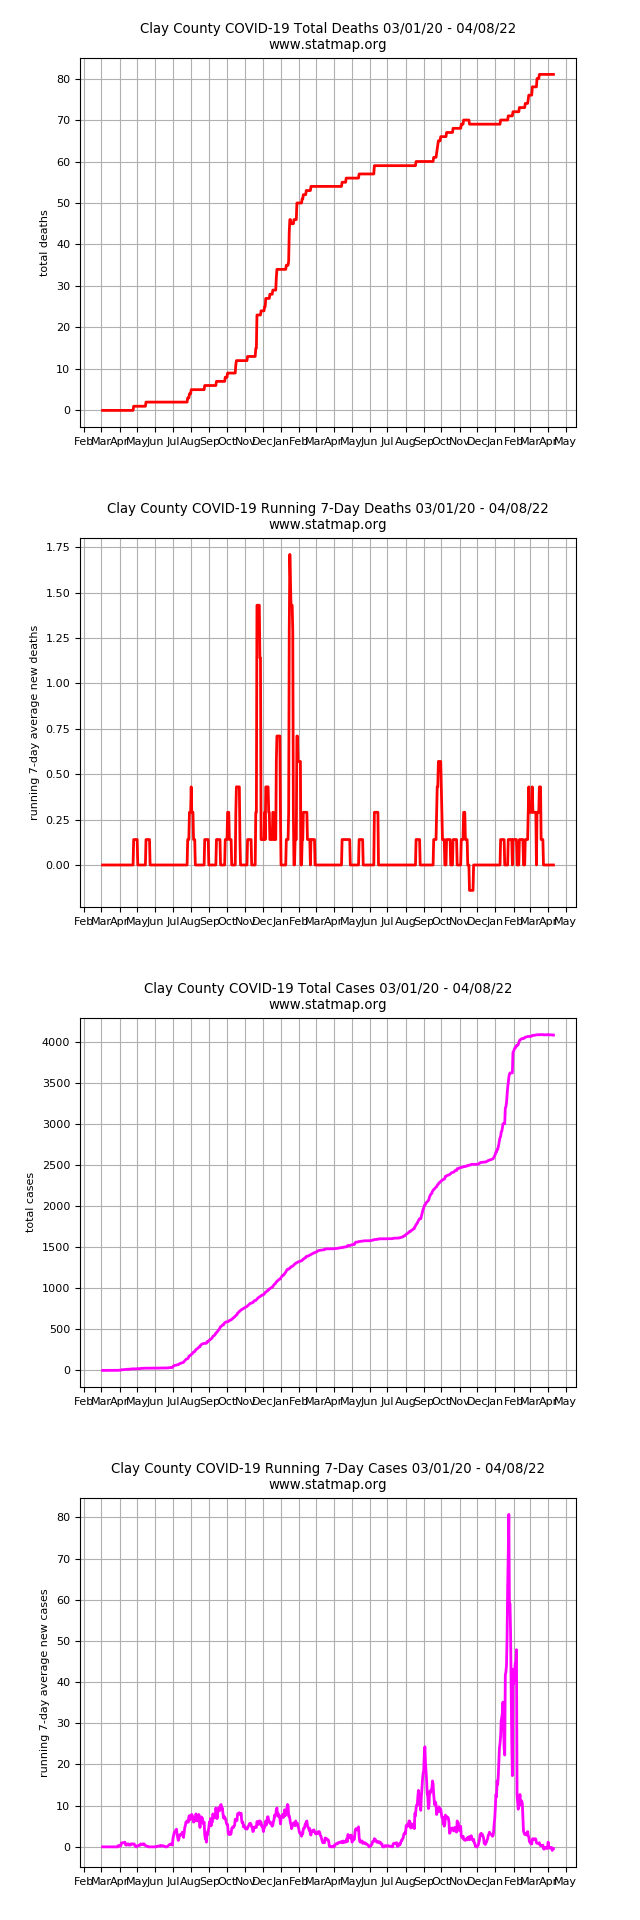 Clay County COVID-19 Total Deaths 03/01/20 - 04/08/22
www.statmap.org
80
70
60
50
40
30
20
10
0
total deaths
Feb Mar Apr May Jun Jul Aug Sep Oct Nov Dec Jan Feb Mar Apr May Jun Jul Aug Sep Oct Nov Dec Jan Feb Mar Apr May
Clay County COVID-19 Running 7-Day Deaths 03/01/20 - 04/08/22
www.statmap.org
1.75
1.50
1.25
1.00
0.75
0.50
0.25
0.00
running 7-day average new deaths
Feb Mar Apr May Jun Jul Aug Sep Oct Nov Dec Jan Feb Mar Apr May Jun Jul Aug Sep Oct Nov Dec Jan Feb Mar Apr May
Clay County COVID-19 Total Cases 03/01/20 - 04/08/22
www.statmap.org
4000
3500
3000
2500
2000
1500
1000
500
0
total cases
Feb Mar Apr May Jun Jul Aug Sep Oct Nov Dec Jan Feb Mar Apr May Jun Jul Aug Sep Oct Nov Dec Jan Feb Mar Apr May
Clay County COVID-19 Running 7-Day Cases 03/01/20 - 04/08/22
www.statmap.org
80
70
60
50
40
30
20
10
0
running 7-day average new cases
Feb Mar Apr May Jun Jul Aug Sep Oct Nov Dec Jan Feb Mar Apr May Jun Jul Aug Sep Oct Nov Dec Jan Feb Mar Apr May